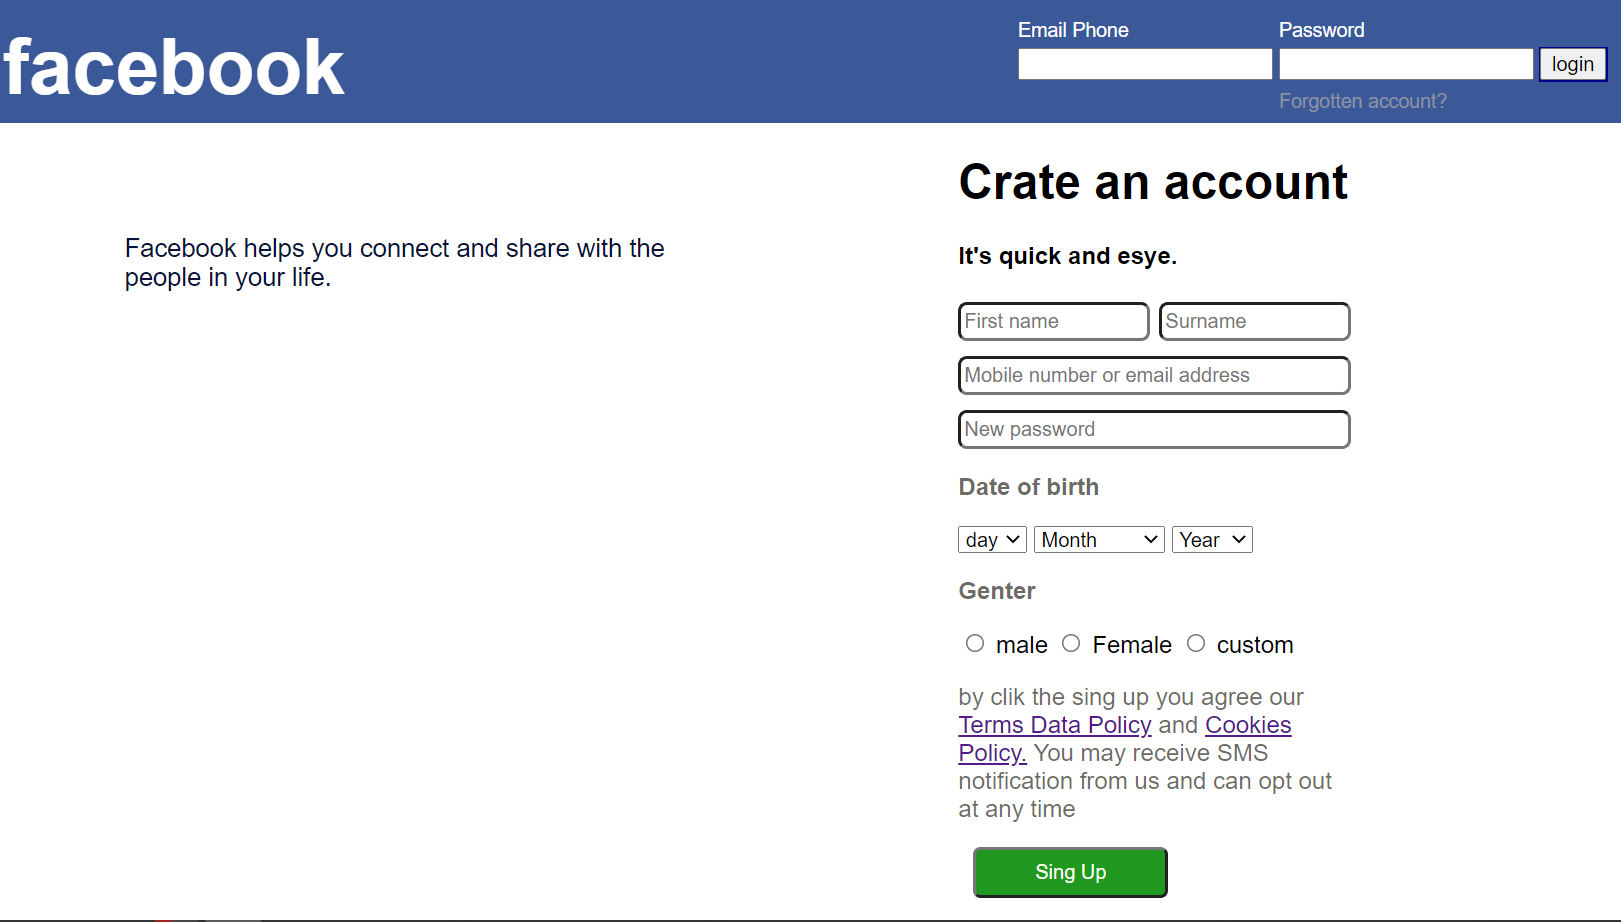 facebook
Email Phone
Password
login
Forgotten account?
Facebook helps you connect and share with the
people in your life.
Crate an account
It's quick and esye.
First name
Surname
Mobile number or email address
New password
Date of birth
day Month Year
Genter
male Female custom
by clik the sing up you agree our
Terms Data Policy and Cookies
Policy. You may receive SMS
notification from us and can opt out
at any time
Sing Up